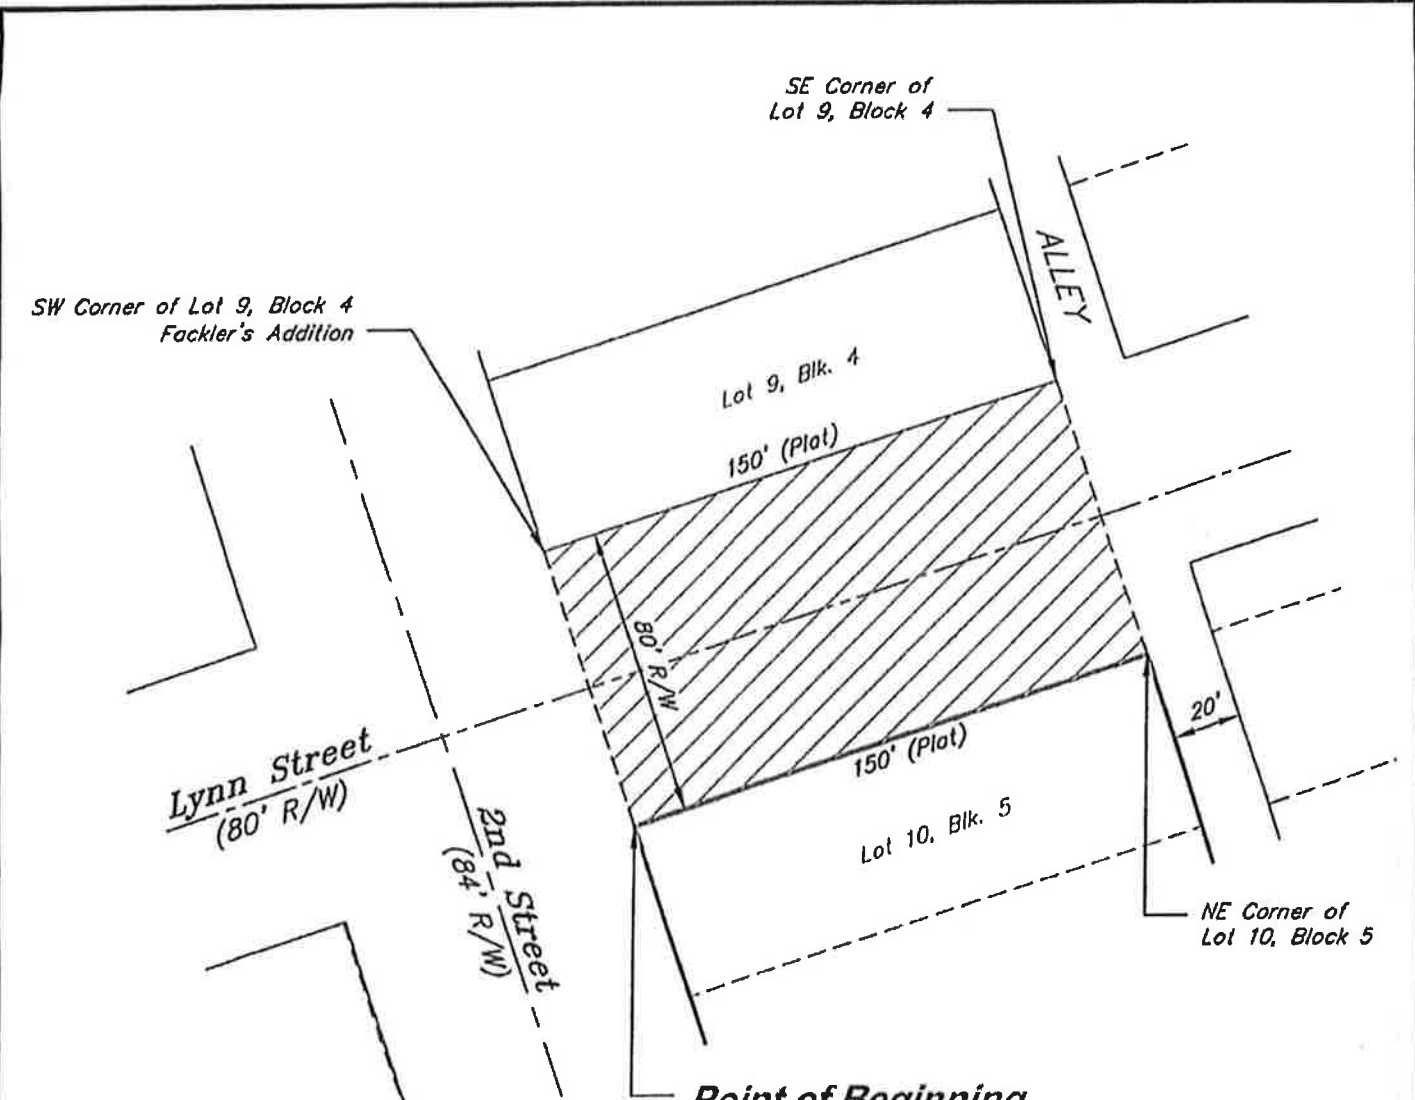 SE Corner of
Lot 9, Block 4
ALLEY
SW Corner of Lot 9, Block 4
Fackler's Addition
Lot 9, Blk. 4
150' (Plat)
80' R/W
20'
150' (Plat)
Lynn Street
(80' R/W)
2nd Street
(84' R/W)
Lot 10, Blk. 5
NE Corner of
Lot 10, Block 5
Point of Beginning